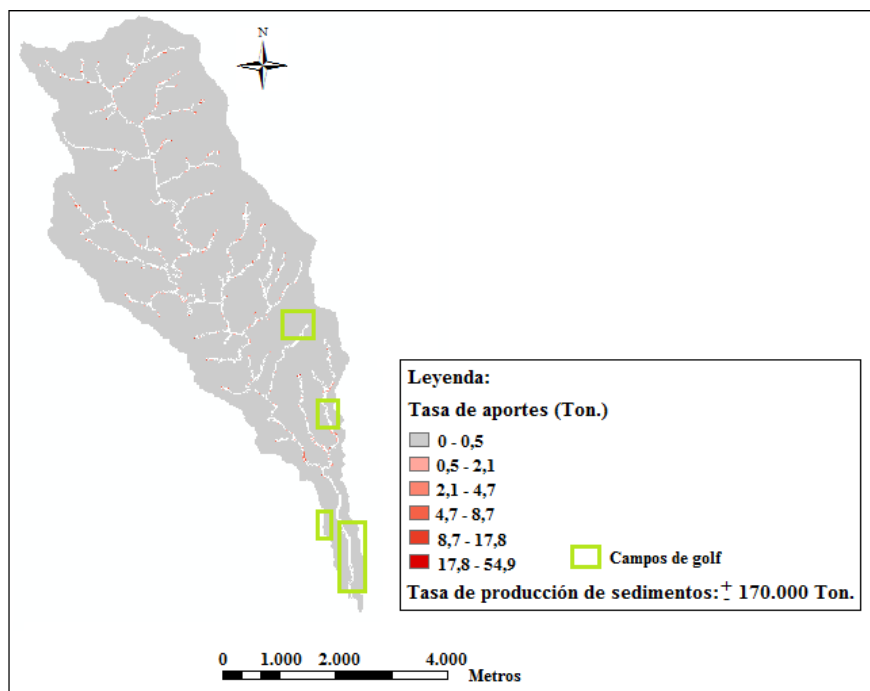 N
Leyenda:
Tasa de aportes (Ton.)
0 - 0,5
0,5 - 2,1
2,1 - 4,7
4,7 - 8,7
8,7 - 17,8
17,8 - 54,9
Campos de golf
Tasa de producción de sedimentos: ± 170.000 Ton.
0 1.000 2.000 4.000
Metros